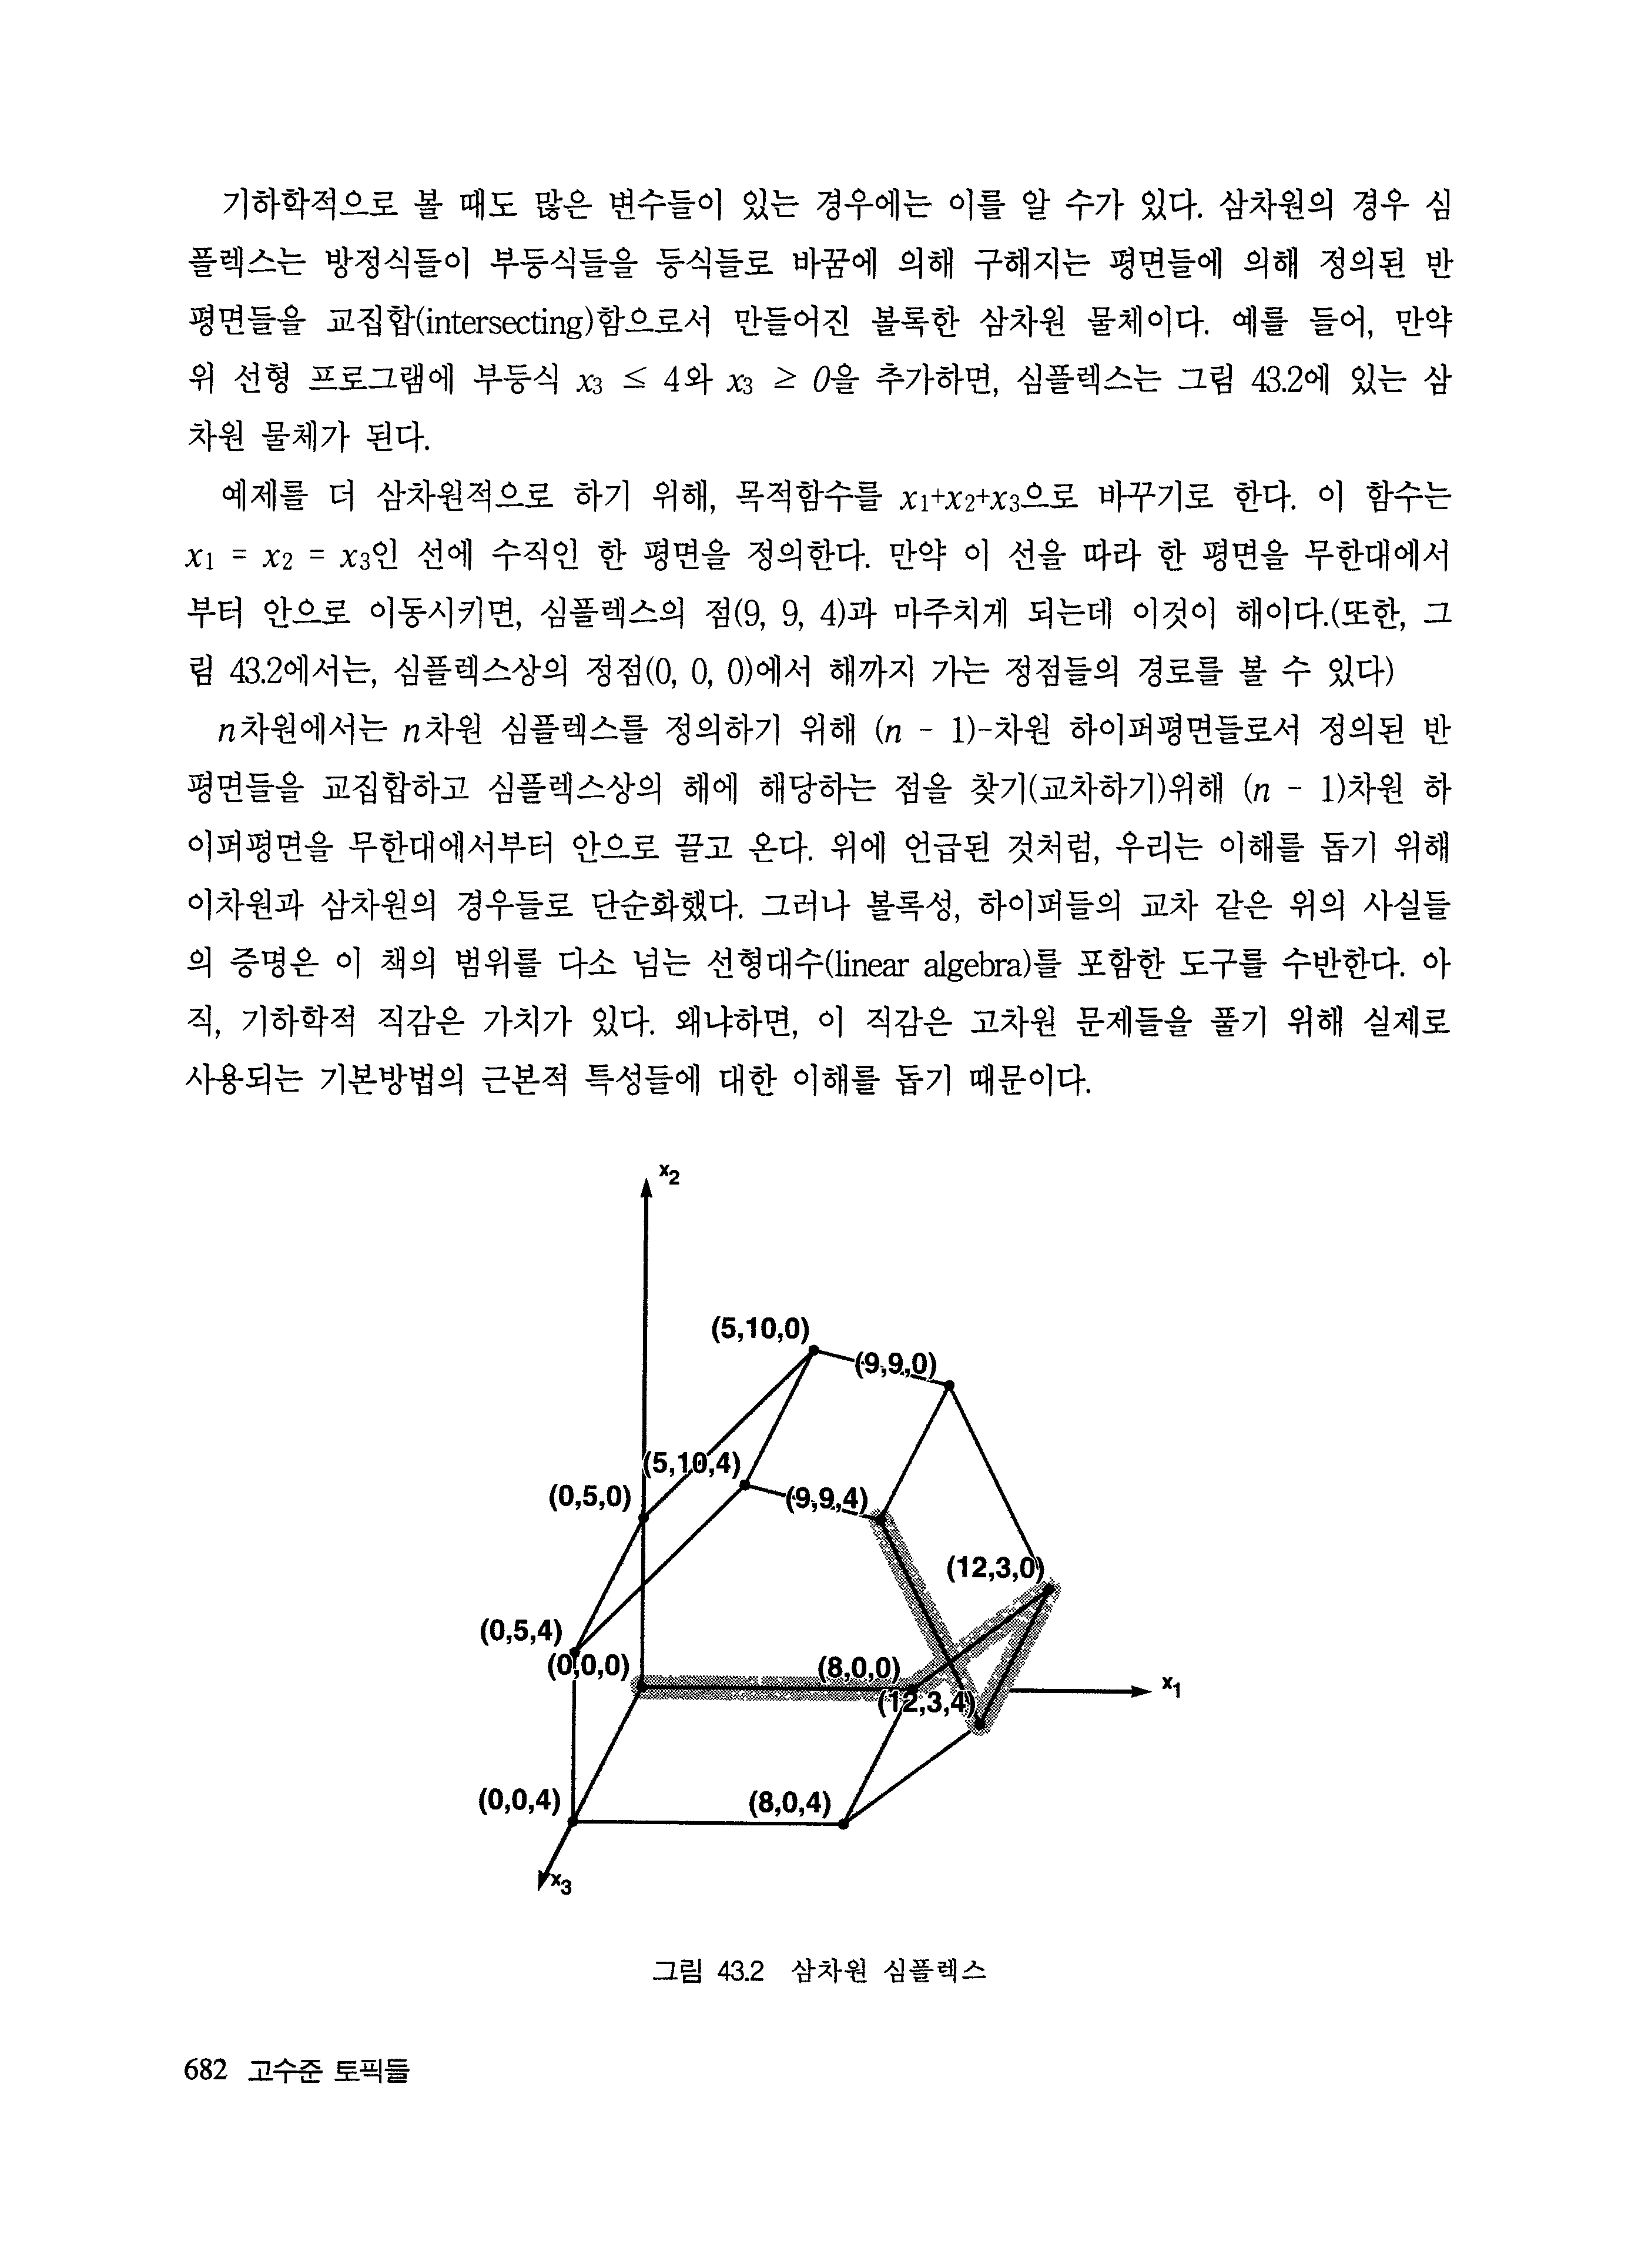 기하학적으로 볼 때도 많은 변수들이 있는 경우에는 이를 알 수가 있다. 삼차원의 경우 심
플렉스는 방정식들이 부등식들을 등식들로 바꿈에 의해 구해지는 평면들에 의해 정의된 반
평면들을 교집합(intersecting)함으로서 만들어진 볼록한 삼차원 물체이다. 예를 들어, 만약
위 선형 프로그램에 부등식 x3 ≤ 4와 x3 ≥ 0을 추가하면, 심플렉스는 그림 43.2에 있는 삼
차원 물체가 된다.
예제를 더 삼차원적으로 하기 위해, 목적함수를 x1+x2+x3으로 바꾸기로 한다. 이 함수는
x1 = x2 = x3인 선에 수직인 한 평면을 정의한다. 만약 이 선을 따라 한 평면을 무한대에서
부터 안으로 이동시키면, 심플렉스의 점(9, 9, 4)과 마주치게 되는데 이것이 해이다.(또한, 그
림 43.2에서는, 심플렉스상의 정점(0, 0, 0)에서 해까지 가는 정점들의 경로를 볼 수 있다)
n차원에서는 n차원 심플렉스를 정의하기 위해 (n - 1)-차원 하이퍼평면들로서 정의된 반
평면들을 교집합하고 심플렉스상의 해에 해당하는 점을 찾기(교차하기)위해 (n - 1)차원 하
이퍼평면을 무한대에서부터 안으로 끌고 온다. 위에 언급된 것처럼, 우리는 이해를 돕기 위해
이차원과 삼차원의 경우들로 단순화했다. 그러나 볼록성, 하이퍼들의 교차 같은 위의 사실들
의 증명은 이 책의 범위를 다소 넘는 선형대수(linear algebra)를 포함한 도구를 수반한다. 아
직, 기하학적 직감은 가치가 있다. 왜냐하면, 이 직감은 고차원 문제들을 풀기 위해 실제로
사용되는 기본방법의 근본적 특성들에 대한 이해를 돕기 때문이다.
x2
(5,10,0)
(9,9,0)
(5,10,4)
(0,5,0)
(9,9,4)
(12,3,0)
(0,5,4)
(0,0,0)
(8,0,0)
x1
(12,3,4)
(0,0,4)
(8,0,4)
x3
그림 43.2 삼차원 심플렉스
682 고수준 토픽들